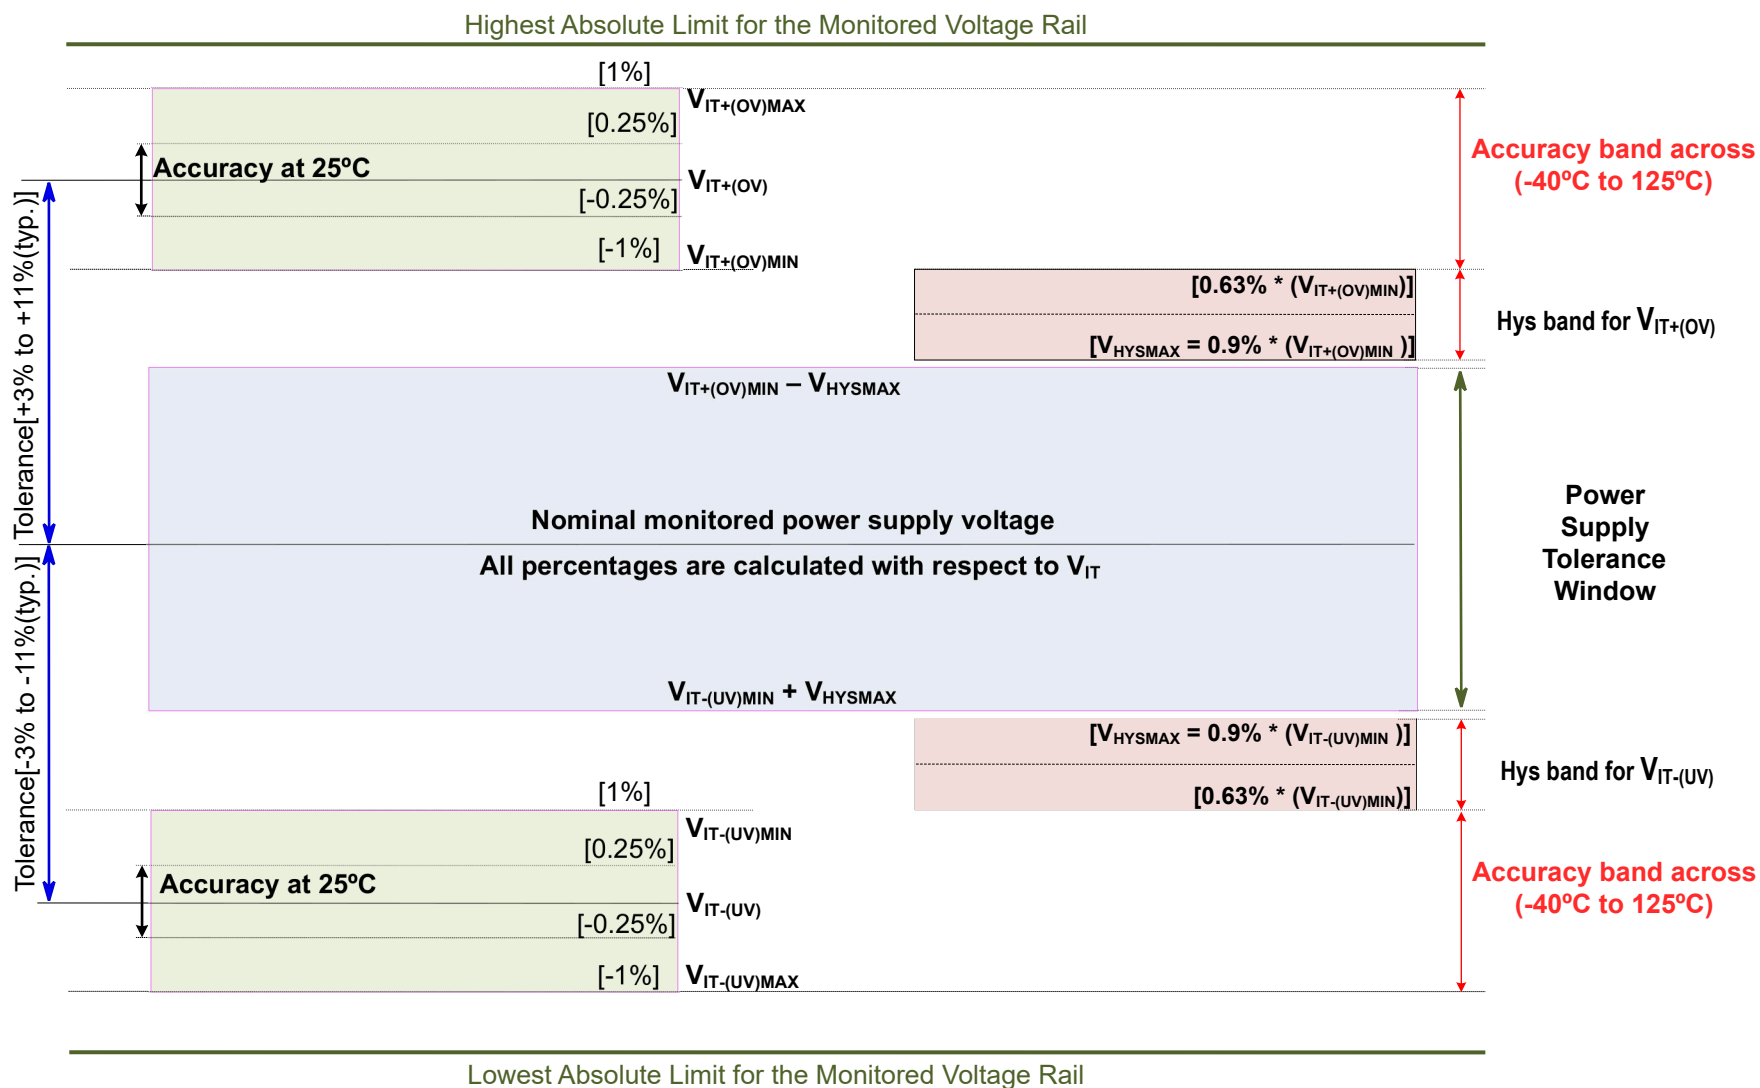 Highest Absolute Limit for the Monitored Voltage Rail
[1%]
VIT+(OV)MAX
[0.25%]
Accuracy at 25ºC
VIT+(OV)
[-0.25%]
[-1%]
VIT+(OV)MIN
Accuracy band across
(-40ºC to 125ºC)
Tolerance[+3% to +11%(typ.)]
[0.63% * (VIT+(OV)MIN)]
[VHYSMAX = 0.9% * (VIT+(OV)MIN )]
Hys band for VIT+(OV)
VIT+(OV)MIN – VHYSMAX
Nominal monitored power supply voltage
All percentages are calculated with respect to VIT
Power
Supply
Tolerance
Window
VIT-(UV)MIN + VHYSMAX
Tolerance[-3% to -11%(typ.)]
[VHYSMAX = 0.9% * (VIT-(UV)MIN )]
[0.63% * (VIT-(UV)MIN)]
Hys band for VIT-(UV)
[1%]
VIT-(UV)MIN
[0.25%]
Accuracy at 25ºC
VIT-(UV)
[-0.25%]
[-1%]
VIT-(UV)MAX
Accuracy band across
(-40ºC to 125ºC)
Lowest Absolute Limit for the Monitored Voltage Rail